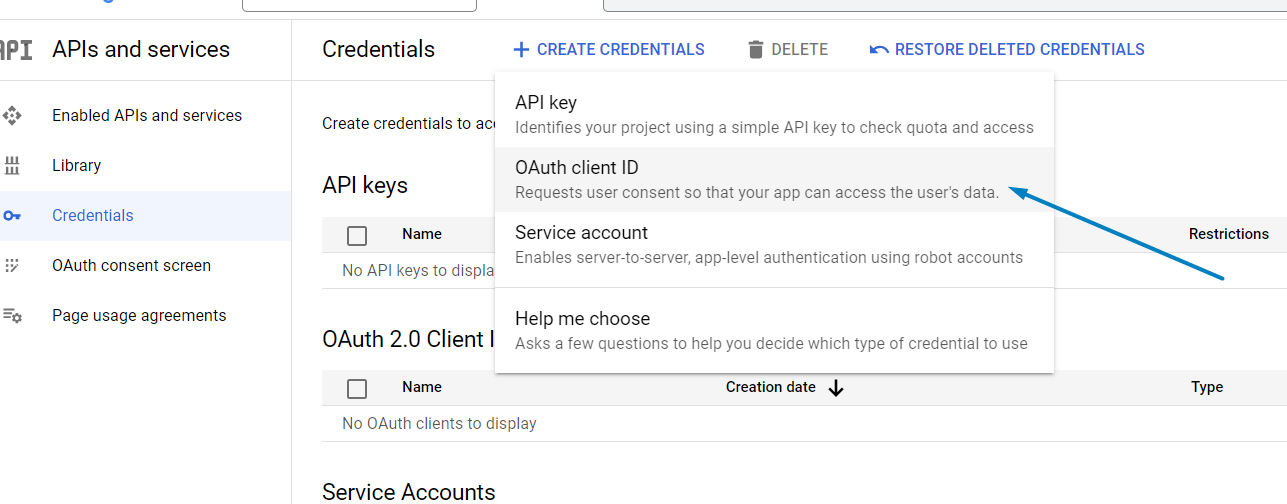 API
APIs and services
Credentials
CREATE CREDENTIALS
DELETE
RESTORE DELETED CREDENTIALS
Enabled APIs and services
Library
Credentials
OAuth consent screen
Page usage agreements
Create credentials to acc
API key
Identifies your project using a simple API key to check quota and access
OAuth client ID
Requests user consent so that your app can access the user's data.
Service account
Enables server-to-server, app-level authentication using robot accounts
Help me choose
Asks a few questions to help you decide which type of credential to use
API keys
Name
Restrictions
No API keys to displa
OAuth 2.0 Client I
Name
Creation date
Type
No OAuth clients to display
Service Accounts